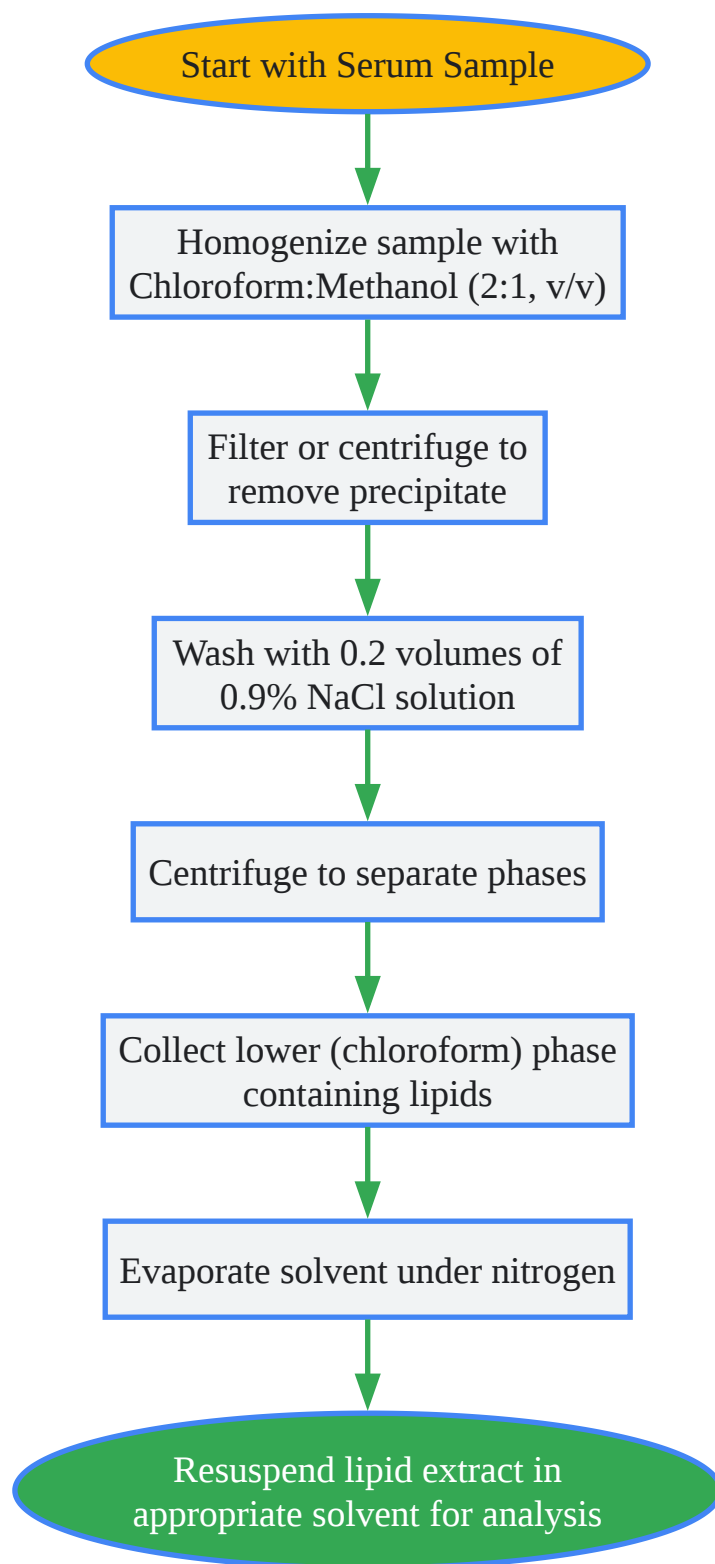 Start with Serum Sample
Homogenize sample with
Chloroform:Methanol (2:1, v/v)
Filter or centrifuge to
remove precipitate
Wash with 0.2 volumes of
0.9% NaCl solution
Centrifuge to separate phases
Collect lower (chloroform) phase
containing lipids
Evaporate solvent under nitrogen
Resuspend lipid extract in
appropriate solvent for analysis